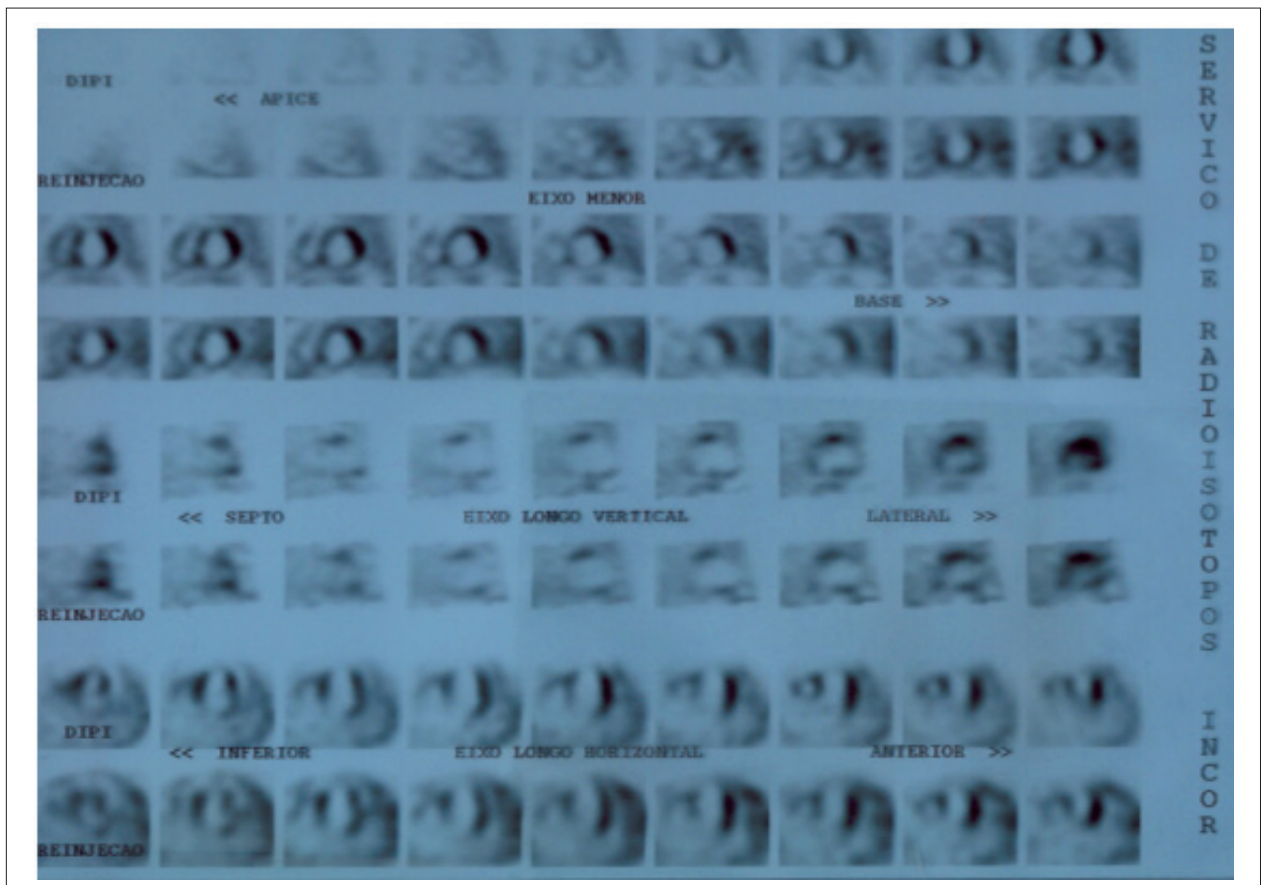 DIPI
<< APICE
REINJECAO
EIXO MENOR
BASE >>
DIPI
<< SEPTO EIXO LONGO VERTICAL LATERAL >>
REINJECAO
DIPI
<< INFERIOR EIXO LONGO HORIZONTAL ANTERIOR >>
REINJECAO
SERVICO DE RADIOISOTOPOS INCOR